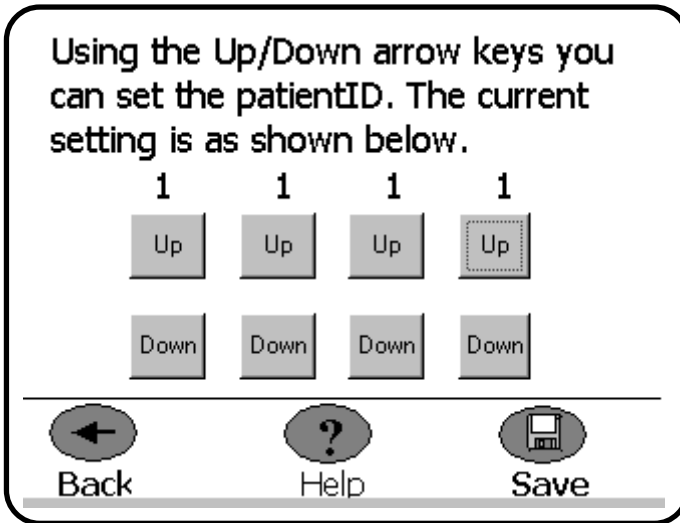 Using the Up/Down arrow keys you
can set the patientID. The current
setting is as shown below.
1 1 1 1
Up Up Up Up
Down Down Down Down
?
Back Help Save